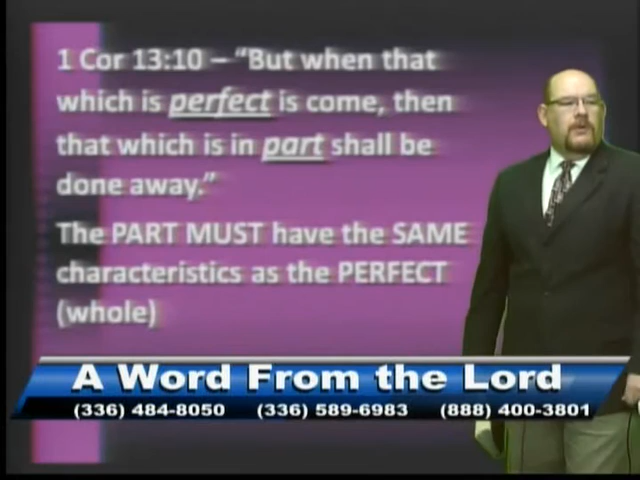 1 Cor 13:10 – “But when that
which is perfect is come, then
that which is in part shall be
done away.”
The PART MUST have the SAME
characteristics as the PERFECT
(whole)
A Word From the Lord
(336) 484-8050 (336) 589-6983 (888) 400-3801